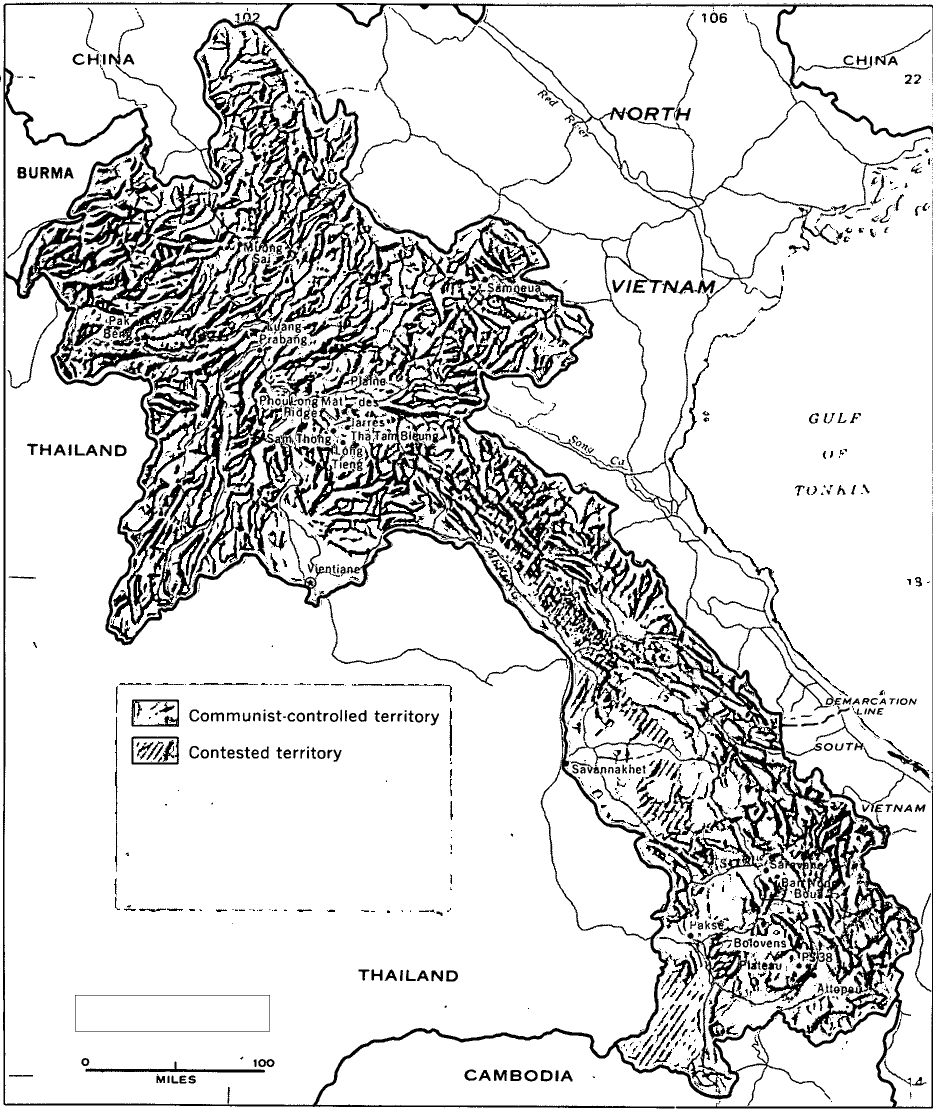 102
106
CHINA
CHINA
22
Red
River
NORTH
BURMA
Muong
Sai
Samneua
VIETNAM
Pak
Beng
Luang
Prabang
Plaine
Phou Long Mat
des
Ridge
Jarres
Sam Thong
Tha Tam Bleung
Long
Tieng
GULF
OF
TONKIN
THAILAND
Song Ca
Vientiane
18
Communist-controlled territory
Contested territory
DEMARCATION
LINE
SOUTH
VIETNAM
Savannakhet
Saravane
Ban Nong
Boua
Pakse
Bolovens
Plateau
PS38
Attopeu
THAILAND
0
100
MILES
CAMBODIA
14